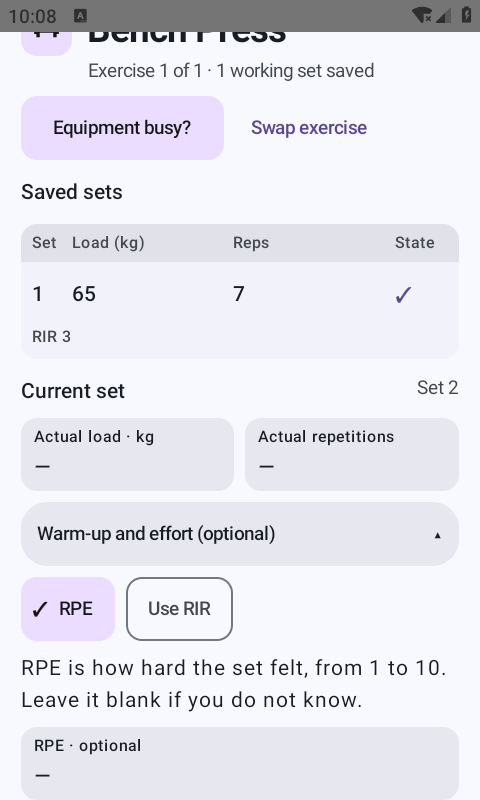 10:08
Bench Press
Exercise 1 of 1 · 1 working set saved
Equipment busy?
Swap exercise
Saved sets
Set Load (kg) Reps State
1 65 7 ✓
RIR 3
Current set
Set 2
Actual load · kg
–
Actual repetitions
–
Warm-up and effort (optional) ▴
✓ RPE
Use RIR
RPE is how hard the set felt, from 1 to 10.
Leave it blank if you do not know.
RPE · optional
–